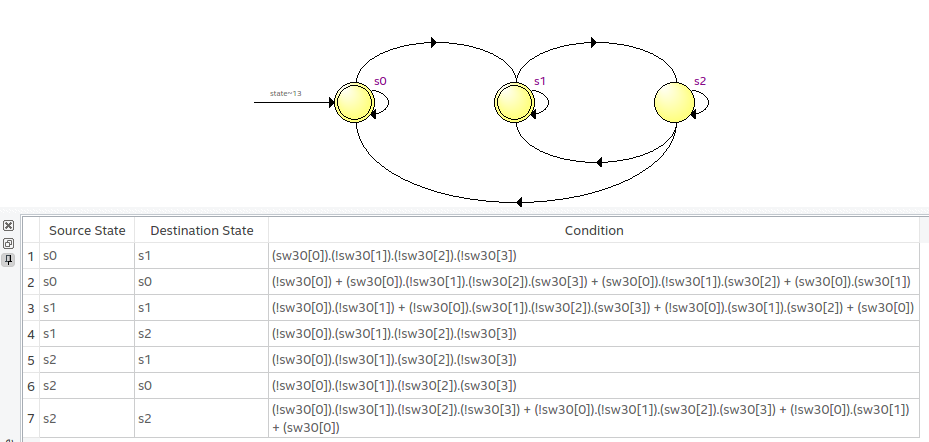 s0 s1 s2
state~13
Source State Destination State Condition
1 s0 s1 (sw30[0]).(!sw30[1]).(!sw30[2]).(!sw30[3])
2 s0 s0 (!sw30[0]) + (sw30[0]).(!sw30[1]).(!sw30[2]).(sw30[3]) + (sw30[0]).(!sw30[1]).(sw30[2]) + (sw30[0]).(sw30[1])
3 s1 s1 (!sw30[0]).(!sw30[1]) + (!sw30[0]).(sw30[1]).(!sw30[2]).(sw30[3]) + (!sw30[0]).(sw30[1]).(sw30[2]) + (sw30[0])
4 s1 s2 (!sw30[0]).(sw30[1]).(!sw30[2]).(!sw30[3])
5 s2 s1 (!sw30[0]).(!sw30[1]).(sw30[2]).(!sw30[3])
6 s2 s0 (!sw30[0]).(!sw30[1]).(!sw30[2]).(sw30[3])
7 s2 s2 (!sw30[0]).(!sw30[1]).(!sw30[2]).(!sw30[3]) + (!sw30[0]).(!sw30[1]).(sw30[2]).(sw30[3]) + (!sw30[0]).(sw30[1])
+ (sw30[0])